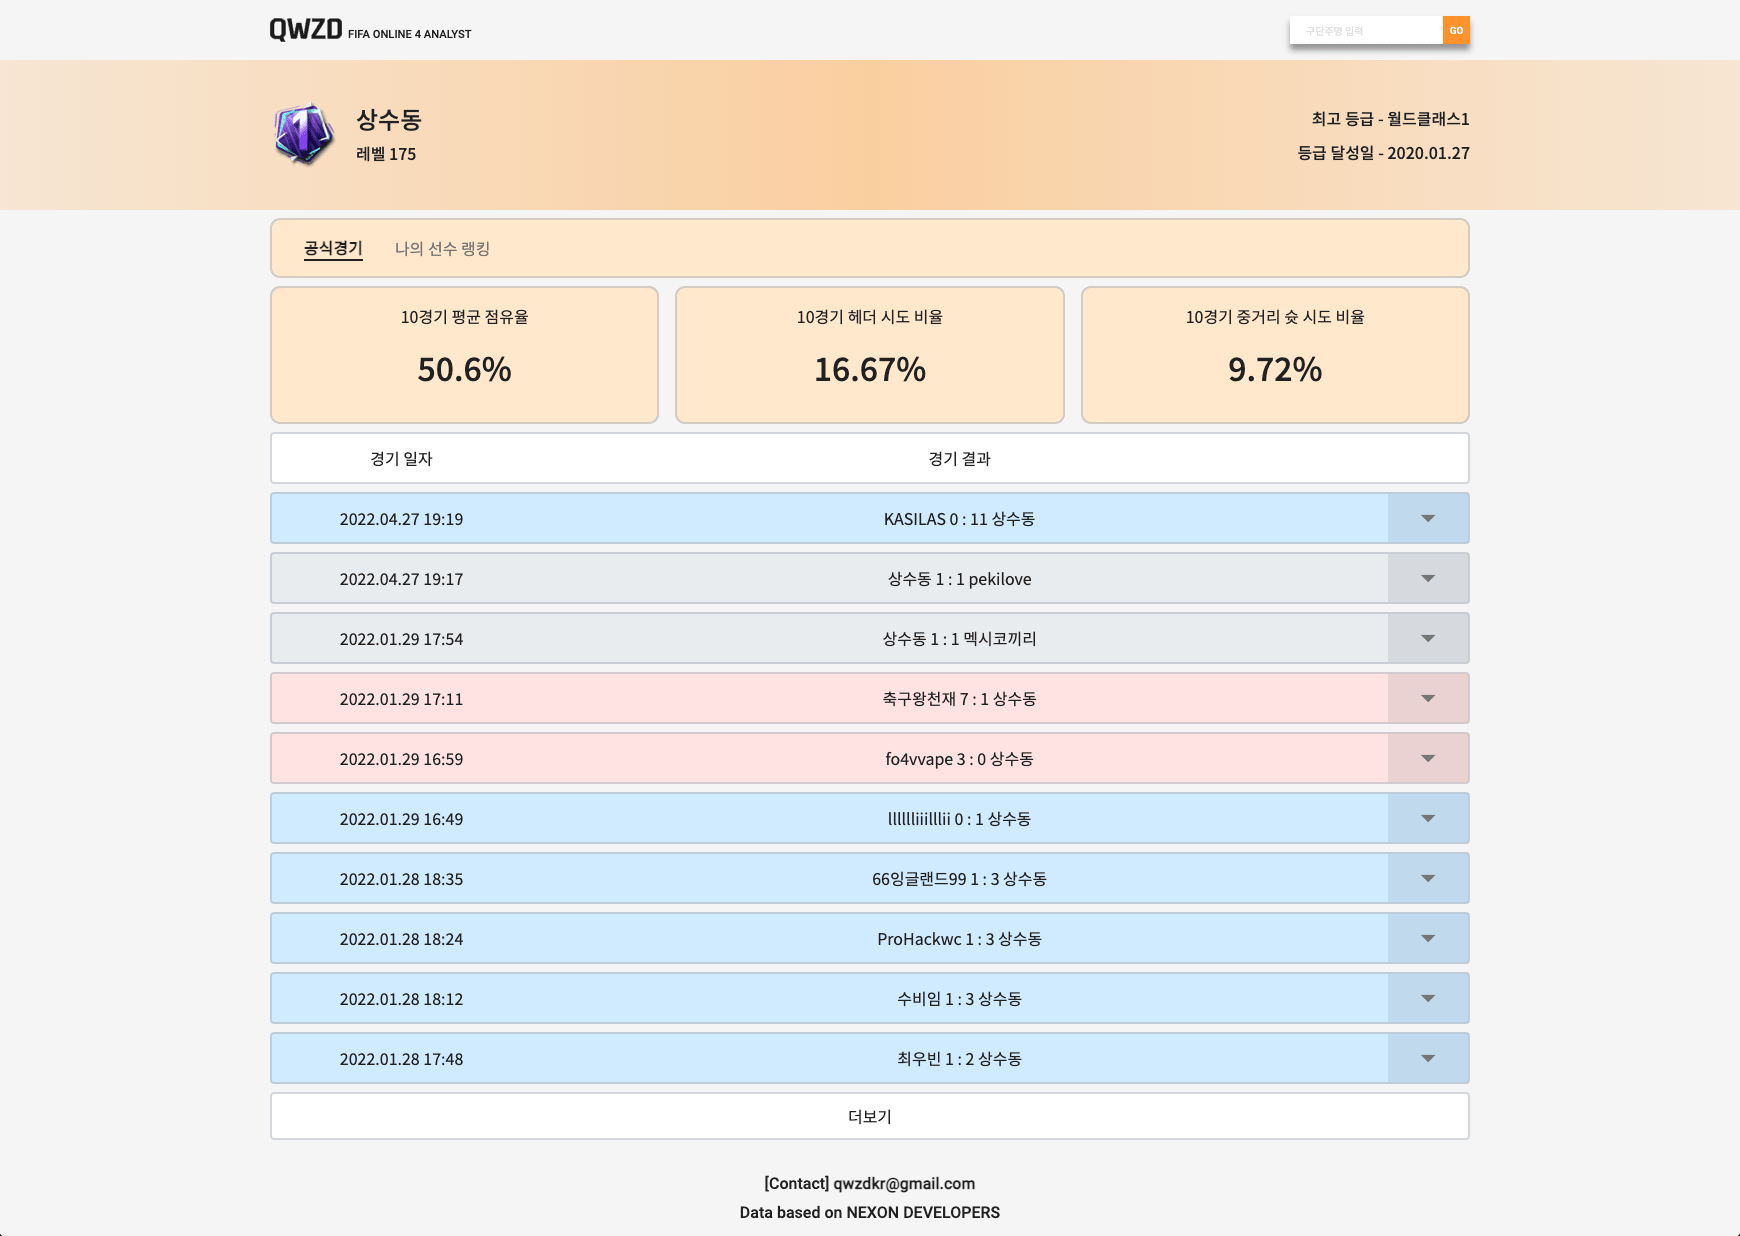 QWZD FIFA ONLINE 4 ANALYST
구단주명 입력
GO
1
상수동
레벨 175
최고 등급 - 월드클래스1
등급 달성일 - 2020.01.27
공식경기 나의 선수 랭킹
10경기 평균 점유율
50.6%
10경기 헤더 시도 비율
16.67%
10경기 중거리 슛 시도 비율
9.72%
경기 일자 경기 결과
2022.04.27 19:19 KASILAS 0 : 11 상수동
2022.04.27 19:17 상수동 1 : 1 pekilove
2022.01.29 17:54 상수동 1 : 1 멕시코끼리
2022.01.29 17:11 축구왕천재 7 : 1 상수동
2022.01.29 16:59 fo4vvape 3 : 0 상수동
2022.01.29 16:49 lllllliiilllii 0 : 1 상수동
2022.01.28 18:35 66잉글랜드99 1 : 3 상수동
2022.01.28 18:24 ProHackwc 1 : 3 상수동
2022.01.28 18:12 수비임 1 : 3 상수동
2022.01.28 17:48 최우빈 1 : 2 상수동
더보기
[Contact] qwzdkr@gmail.com
Data based on NEXON DEVELOPERS